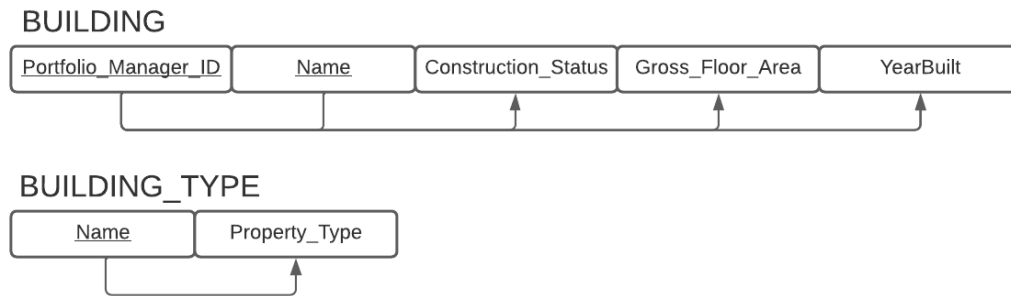 BUILDING
Portfolio_Manager_ID Name Construction_Status Gross_Floor_Area YearBuilt
BUILDING_TYPE
Name Property_Type